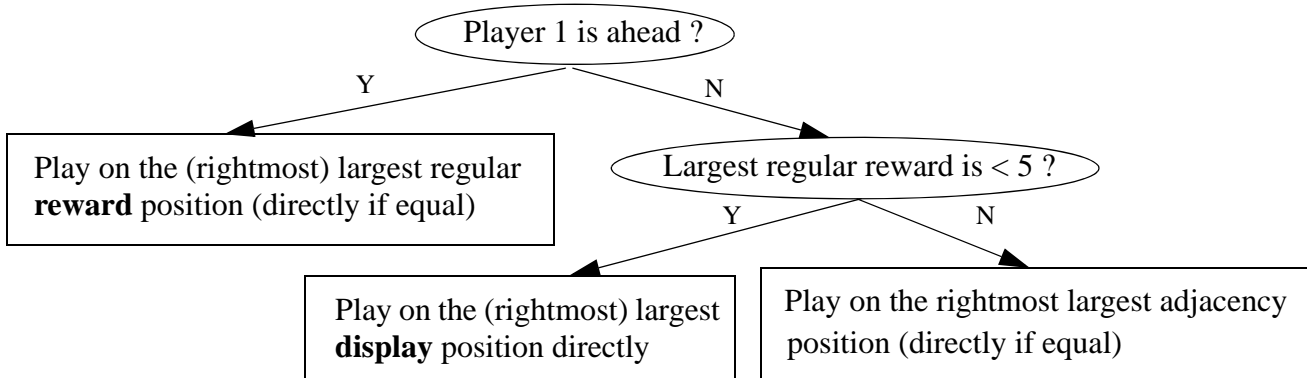 Player 1 is ahead ?
Y
N
Play on the (rightmost) largest regular
reward position (directly if equal)
Largest regular reward is < 5 ?
Y
N
Play on the (rightmost) largest
display position directly
Play on the rightmost largest adjacency
position (directly if equal)